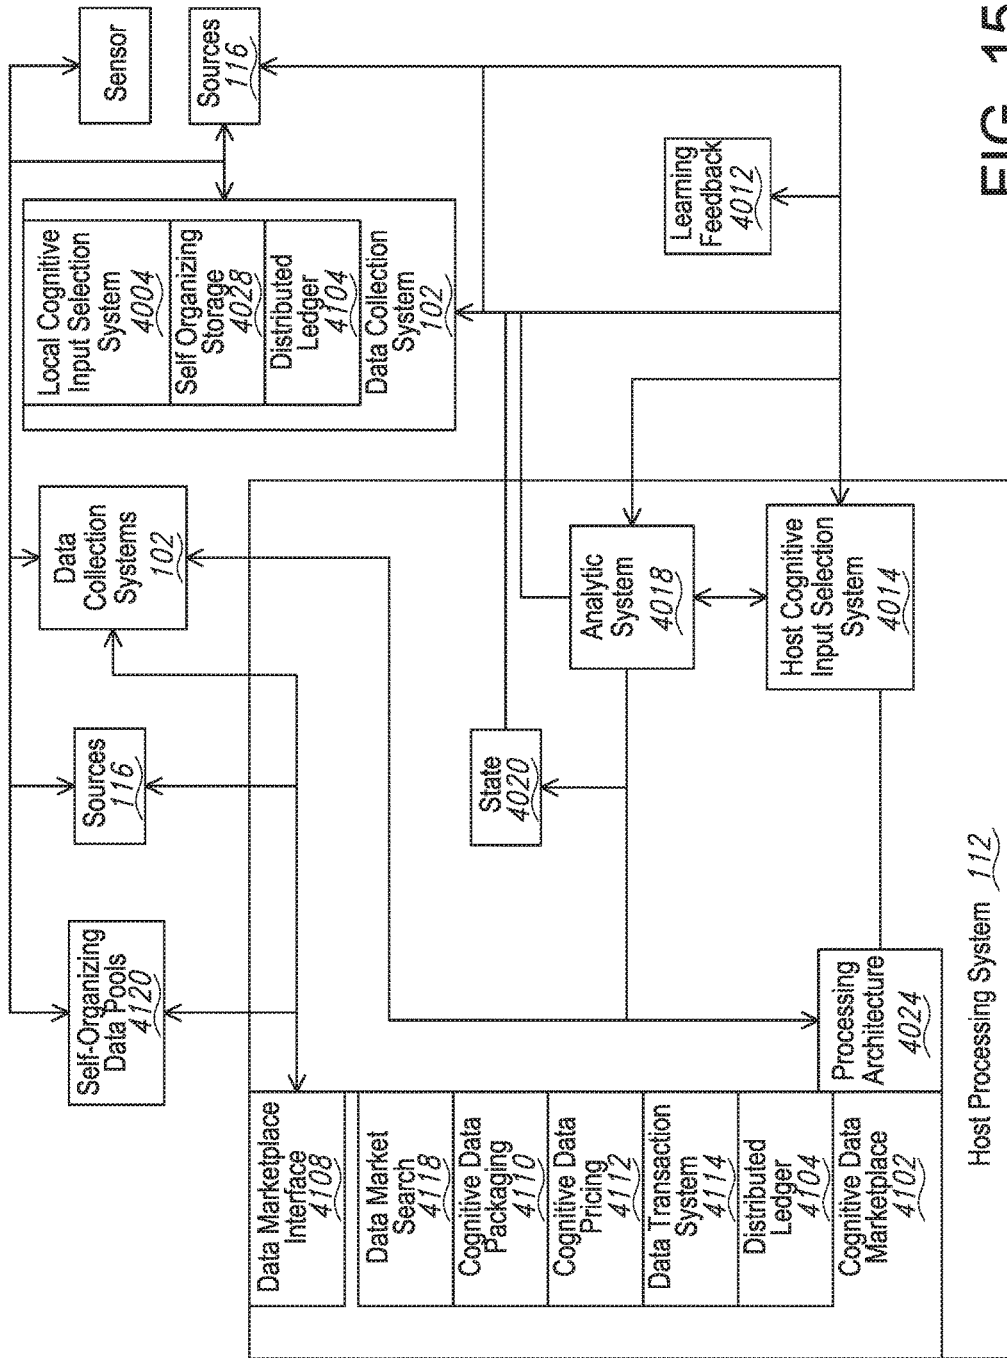 Self-Organizing
Data Pools
4120
Sources
116
Data
Collection
Systems
102
Local Cognitive
Input Selection
System
4004
Self Organizing
Storage
4028
Distributed
Ledger
4104
Data Collection
System
102
Sensor
Sources
116
Data Marketplace
Interface
4108
Data Market
Search
4118
Cognitive Data
Packaging
4110
Cognitive Data
Pricing
4112
Data Transaction
System
4114
Distributed
Ledger
4104
Cognitive Data
Marketplace
4102
State
4020
Analytic
System
4018
Learning
Feedback
4012
Processing
Architecture
4024
Host Cognitive
Input Selection
System
4014
Host Processing System 112
FIG. 15